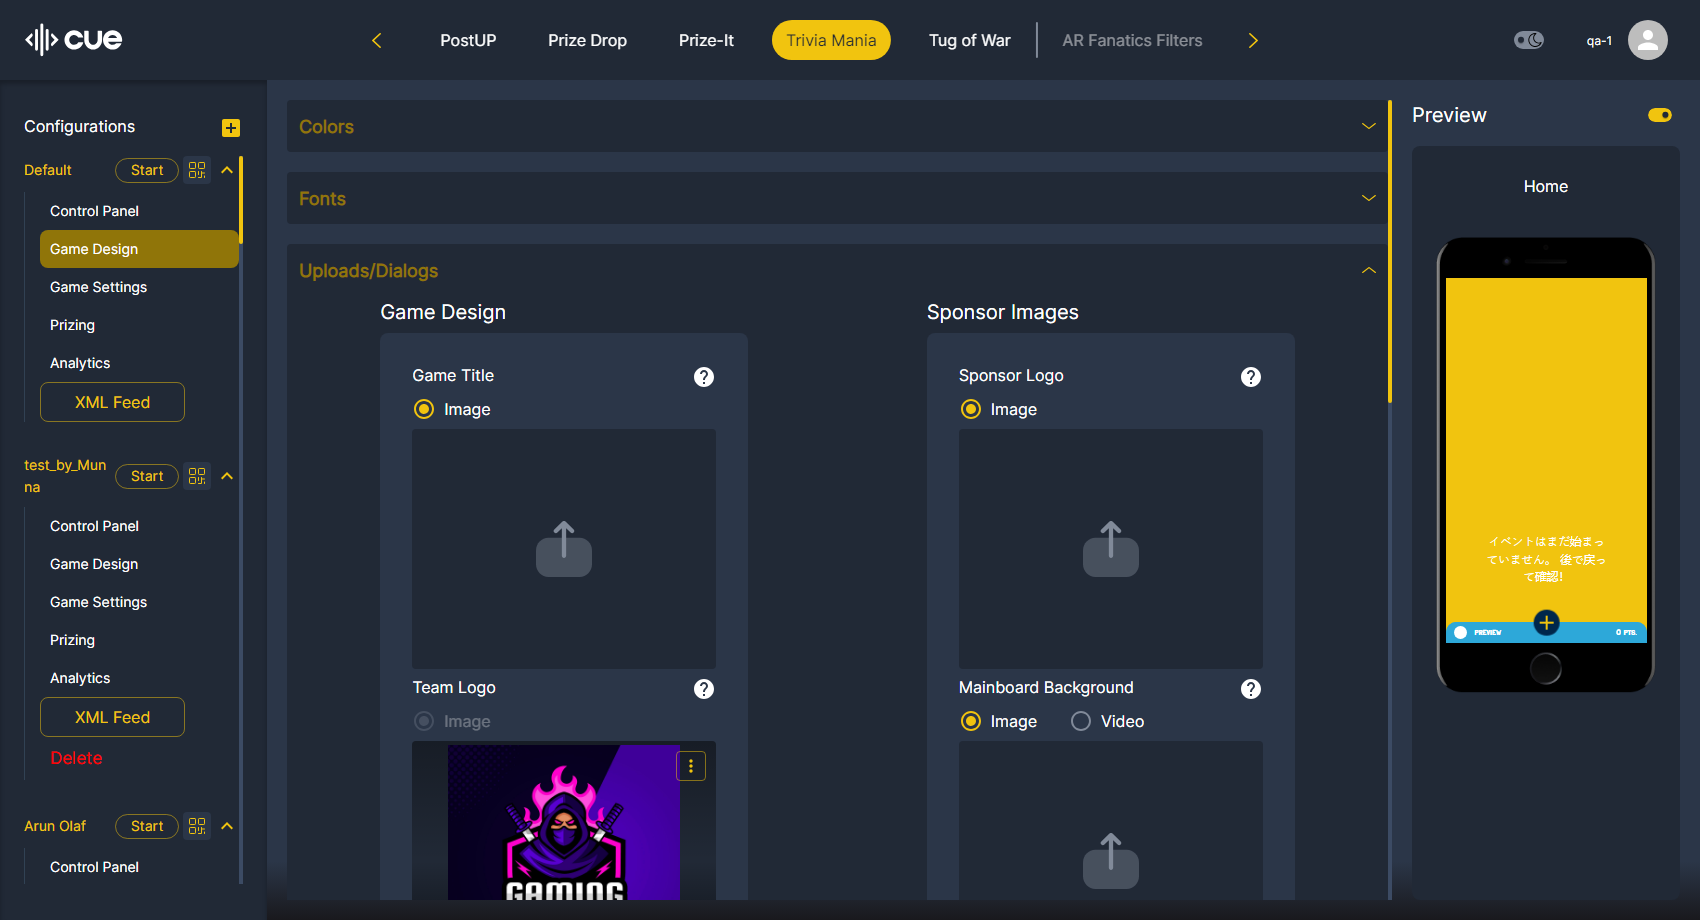 cue
PostUP
Prize Drop
Prize-It
Trivia Mania
Tug of War
AR Fanatics Filters
qa-1
Configurations
Default
Start
Control Panel
Game Design
Game Settings
Prizing
Analytics
XML Feed
test_by_Mun
na
Start
Control Panel
Game Design
Game Settings
Prizing
Analytics
XML Feed
Delete
Arun Olaf
Start
Control Panel
Colors
Fonts
Uploads/Dialogs
Game Design
Game Title
Image
Team Logo
Image
GAMING
Sponsor Images
Sponsor Logo
Image
Mainboard Background
Image
Video
Preview
Home
イベントはまだ始まっ
ていません。 後で戻っ
て確認!
PREVIEW
0 PTS.